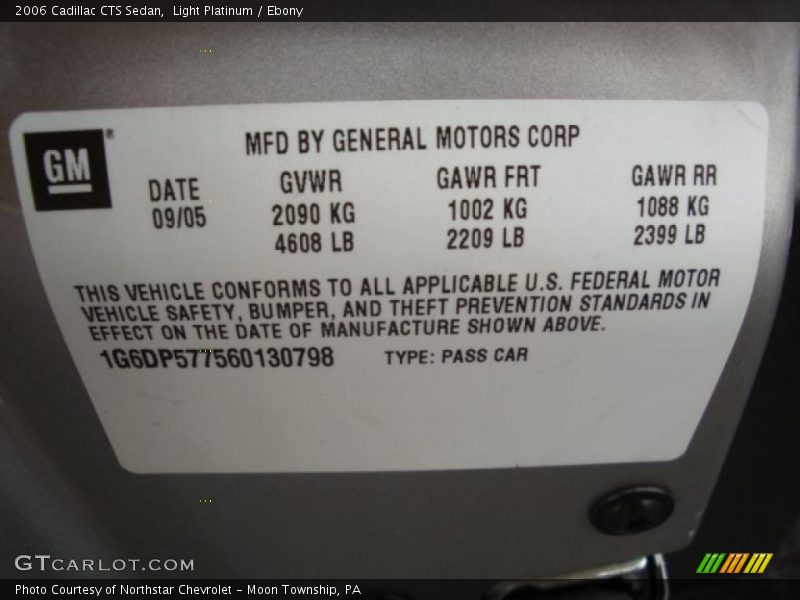 2006 Cadillac CTS Sedan, Light Platinum / Ebony
GM®
MFD BY GENERAL MOTORS CORP
DATE GVWR GAWR FRT GAWR RR
09/05 2090 KG 1002 KG 1088 KG
4608 LB 2209 LB 2399 LB
THIS VEHICLE CONFORMS TO ALL APPLICABLE U.S. FEDERAL MOTOR
VEHICLE SAFETY, BUMPER, AND THEFT PREVENTION STANDARDS IN
EFFECT ON THE DATE OF MANUFACTURE SHOWN ABOVE.
1G6DP577560130798 TYPE: PASS CAR
GTCARLOT.COM
Photo Courtesy of Northstar Chevrolet - Moon Township, PA